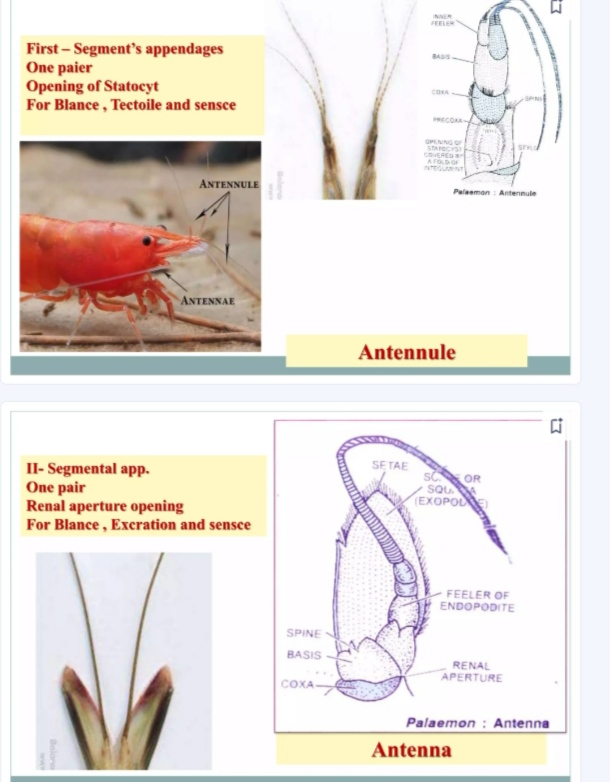 First – Segment's appendages
One paier
Opening of Statocyt
For Blance , Tectoile and sensce
INNER
FEELER
BASIS
COXA
SPINE
PRECOXA
STYLE
OPENING OF
STATOCYST
COVERED BY
A FOLD OF
INTEGUMENT
Palaemon : Antennule
ANTENNULE
ANTENNAE
Antennule
II- Segmental app.
One pair
Renal aperture opening
For Blance , Excration and sensce
SETAE
OR
(EXOPODITE)
FEELER OF
ENDOPODITE
SPINE
BASIS
RENAL
APERTURE
COXA
Palaemon : Antenna
Antenna